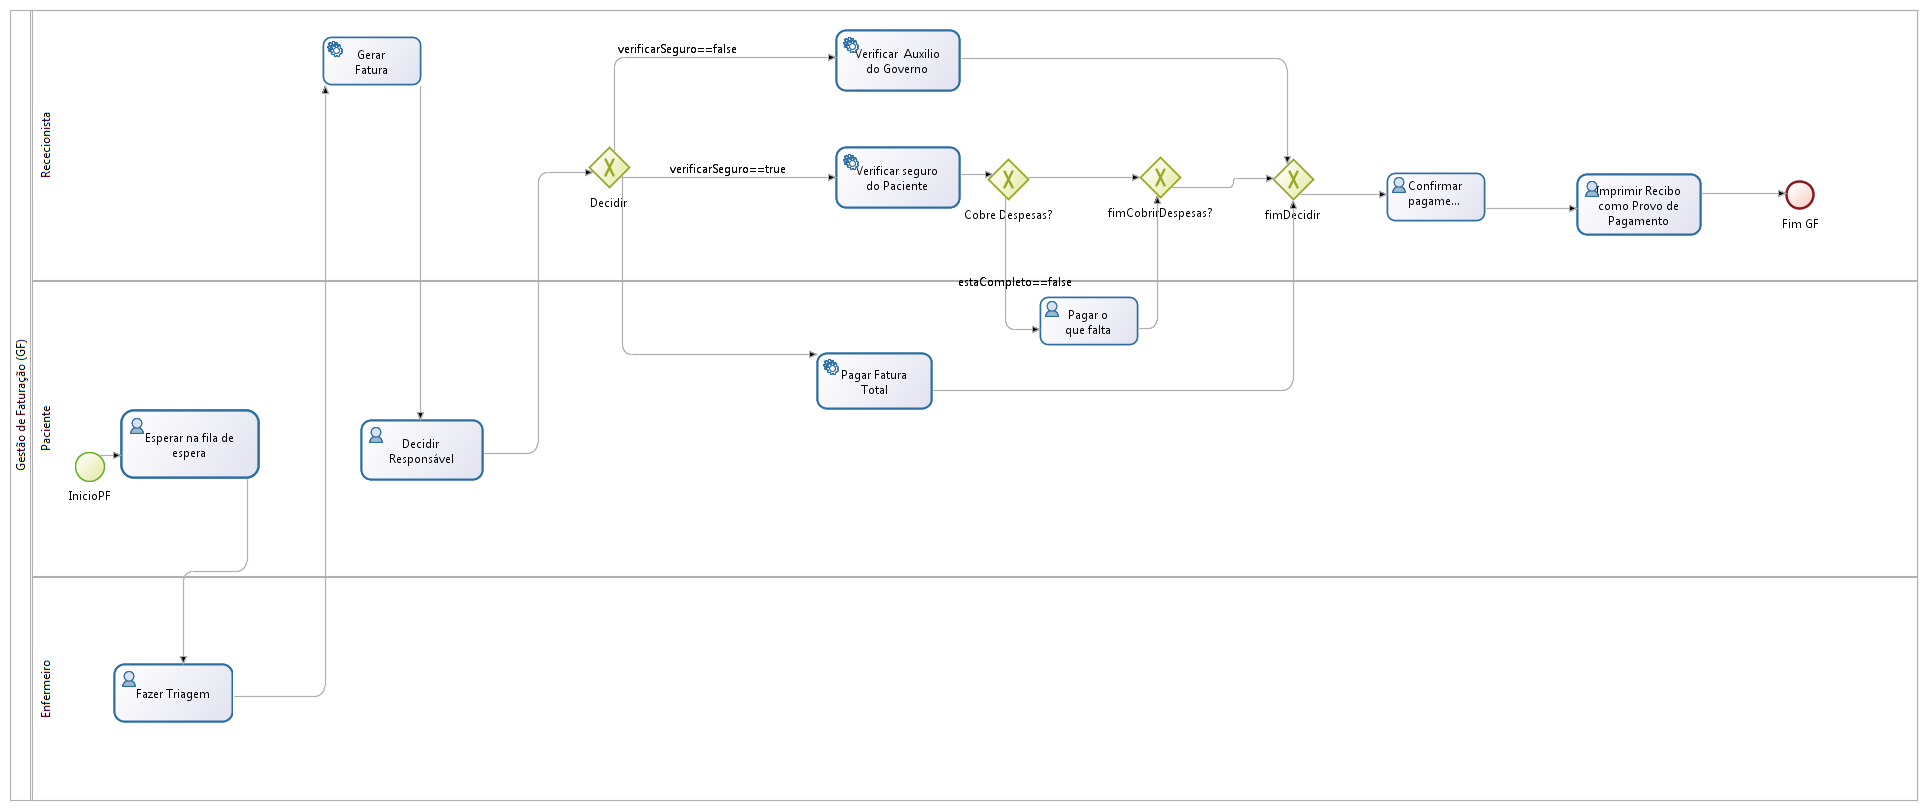 Gestão de Faturação (GF)
Rececionista
Gerar
Fatura
verificarSeguro==false
Verificar Auxilio
do Governo
Decidir
verificarSeguro==true
Verificar seguro
do Paciente
Cobre Despesas?
fimCobrirDespesas?
fimDecidir
Confirmar
pagame...
Imprimir Recibo
como Provo de
Pagamento
Fim GF
Paciente
estaCompleto==false
Pagar o
que falta
Pagar Fatura
Total
InicioPF
Esperar na fila de
espera
Decidir
Responsável
Enfermeiro
Fazer Triagem